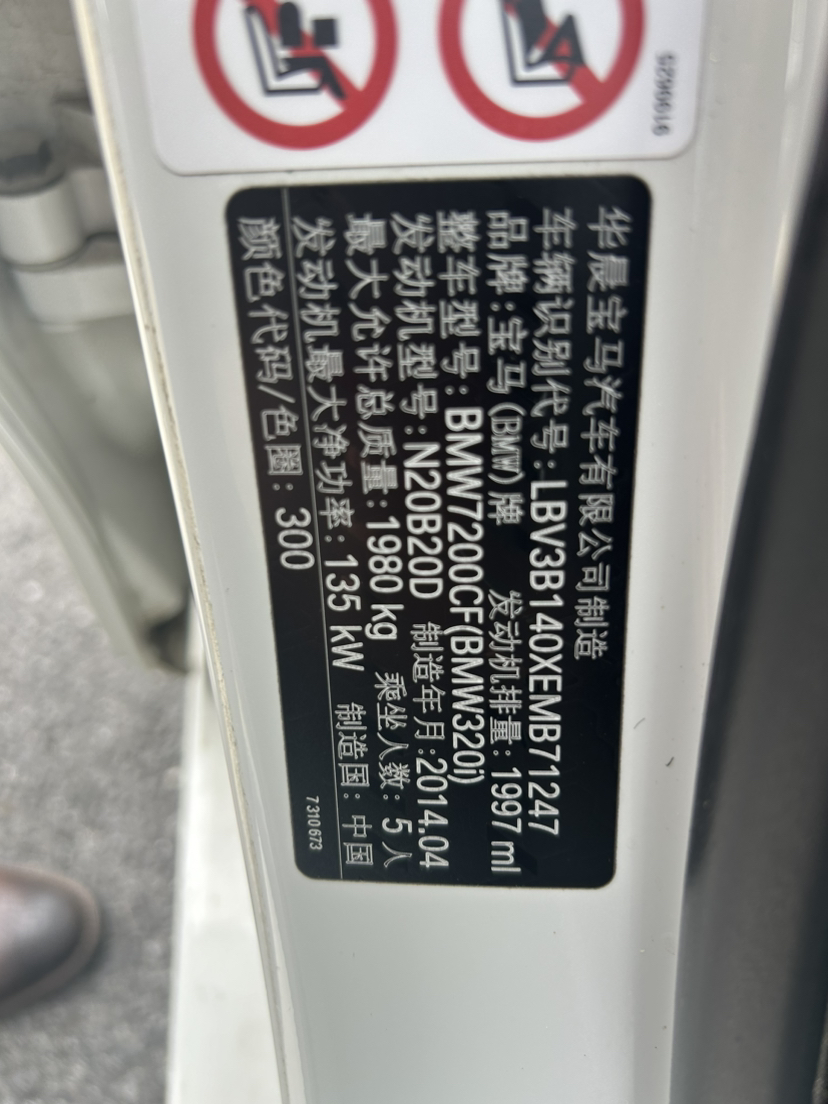 9196625
华晨宝马汽车有限公司制造
车辆识别代号:LBV3B140XEMB71247
品牌:宝马(BMW)牌 发动机排量:1997 ml
整车型号:BMW7200CF(BMW320i)
发动机型号:N20B20D 制造年月:2014.04
最大允许总质量:1980 kg 乘坐人数:5人
发动机最大净功率:135 kW 制造国:中国
颜色代码/色圈:300
7310673